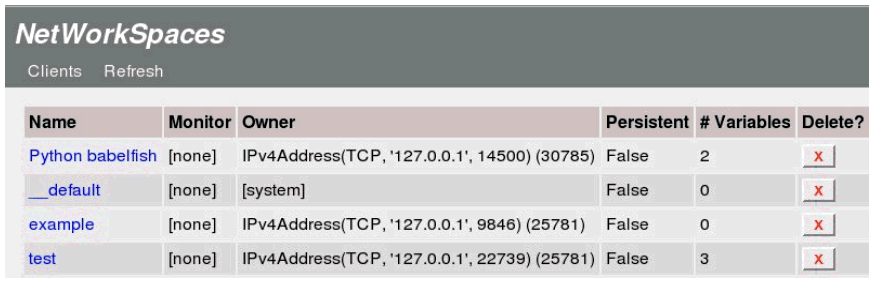 NetWorkSpaces
Clients Refresh
Name Monitor Owner Persistent # Variables Delete?
Python babelfish [none] IPv4Address(TCP, '127.0.0.1', 14500) (30785) False 2 X
__default [none] [system] False 0 X
example [none] IPv4Address(TCP, '127.0.0.1', 9846) (25781) False 0 X
test [none] IPv4Address(TCP, '127.0.0.1', 22739) (25781) False 3 X